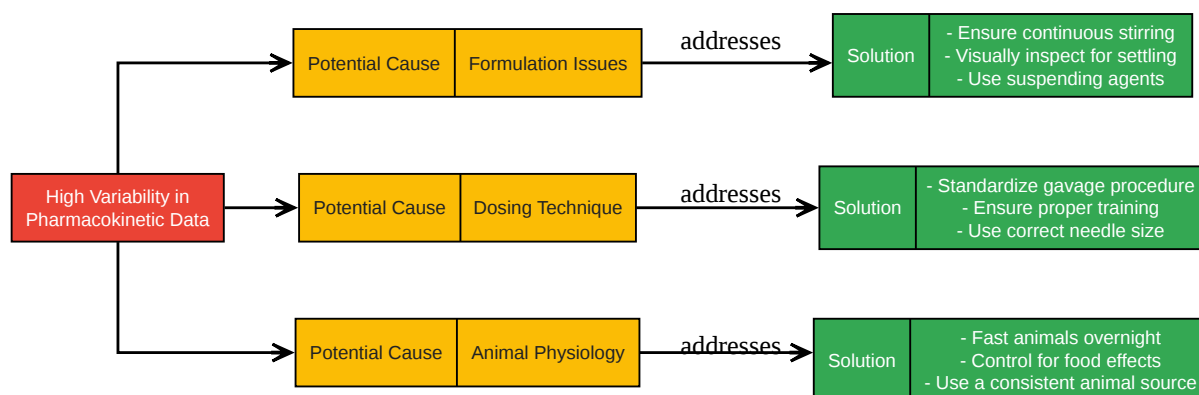 Potential Cause
Formulation Issues
addresses
Solution
- Ensure continuous stirring
- Visually inspect for settling
- Use suspending agents
High Variability in
Pharmacokinetic Data
Potential Cause
Dosing Technique
addresses
Solution
- Standardize gavage procedure
- Ensure proper training
- Use correct needle size
Potential Cause
Animal Physiology
addresses
Solution
- Fast animals overnight
- Control for food effects
- Use a consistent animal source